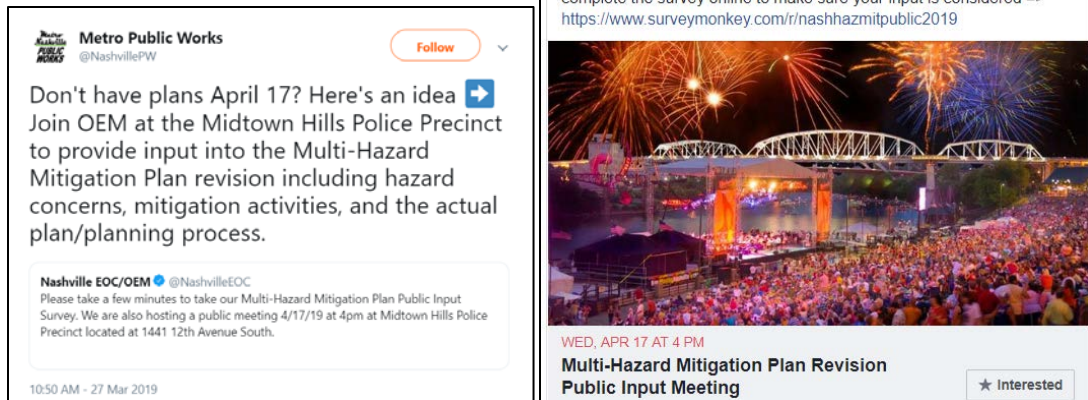 Metro Nashville PUBLIC WORKS
Metro Public Works
@NashvillePW
Follow
Don't have plans April 17? Here's an idea ➡
Join OEM at the Midtown Hills Police Precinct
to provide input into the Multi-Hazard
Mitigation Plan revision including hazard
concerns, mitigation activities, and the actual
plan/planning process.
Nashville EOC/OEM @NashvilleEOC
Please take a few minutes to take our Multi-Hazard Mitigation Plan Public Input
Survey. We are also hosting a public meeting 4/17/19 at 4pm at Midtown Hills Police
Precinct located at 1441 12th Avenue South.
10:50 AM - 27 Mar 2019
complete the survey online to make sure your input is considered
https://www.surveymonkey.com/r/nashhazmitpublic2019
WED, APR 17 AT 4 PM
Multi-Hazard Mitigation Plan Revision
Public Input Meeting
★ Interested